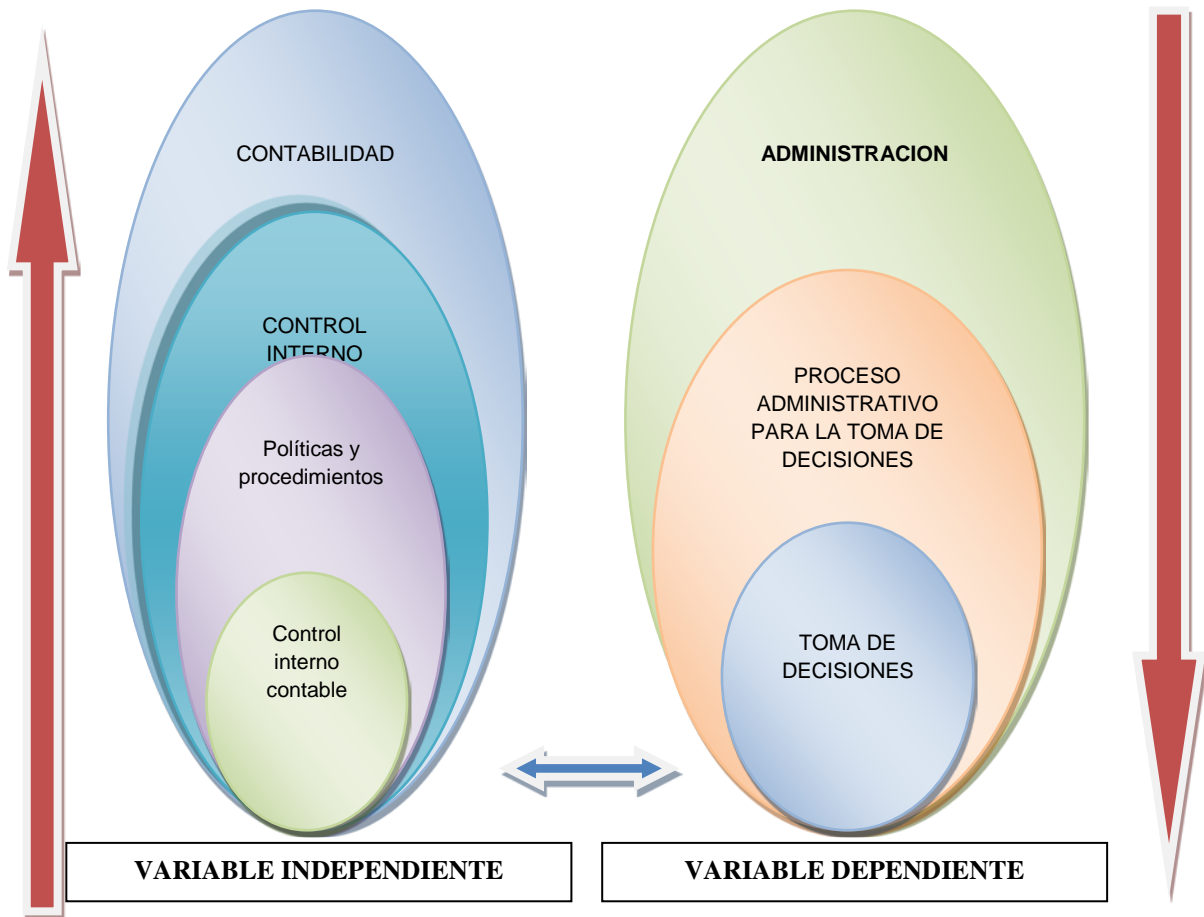 CONTABILIDAD
CONTROL
INTERNO
Políticas y
procedimientos
Control
interno
contable
VARIABLE INDEPENDIENTE
ADMINISTRACION
PROCESO
ADMINISTRATIVO
PARA LA TOMA DE
DECISIONES
TOMA DE
DECISIONES
VARIABLE DEPENDIENTE